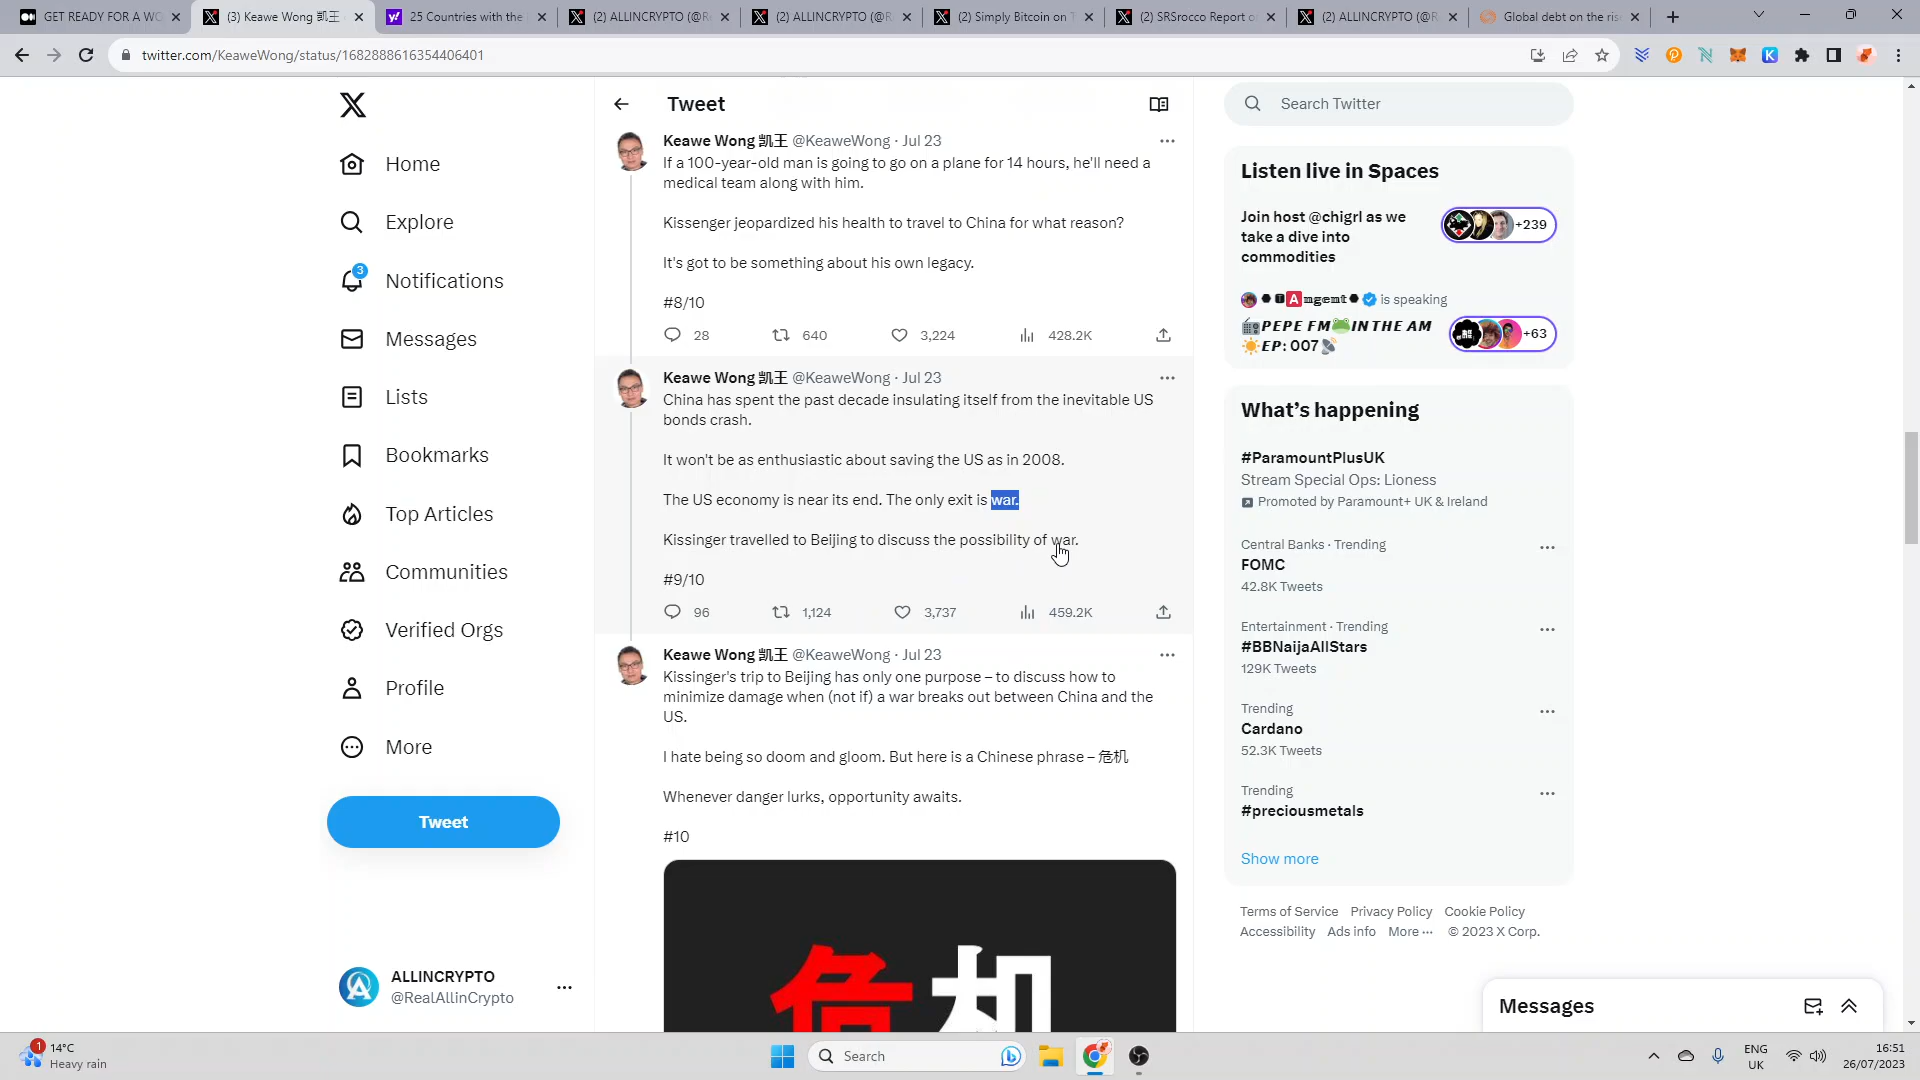 GET READY FOR A WO
(3) Keawe Wong 凯王
25 Countries with the
(2) ALLINCRYPTO (@R
(2) ALLINCRYPTO (@R
(2) Simply Bitcoin on
(2) SRSrocco Report o
(2) ALLINCRYPTO (@R
Global debt on the ris
twitter.com/KeaweWong/status/1682888616354406401
Home
Explore
3
Notifications
Messages
Lists
Bookmarks
Top Articles
Communities
Verified Orgs
Profile
More
Tweet
ALLINCRYPTO
@RealAllinCrypto
Tweet
Keawe Wong 凯王 @KeaweWong · Jul 23
If a 100-year-old man is going to go on a plane for 14 hours, he'll need a
medical team along with him.
Kissenger jeopardized his health to travel to China for what reason?
It's got to be something about his own legacy.
#8/10
28 640 3,224 428.2K
Keawe Wong 凯王 @KeaweWong · Jul 23
China has spent the past decade insulating itself from the inevitable US
bonds crash.
It won't be as enthusiastic about saving the US as in 2008.
The US economy is near its end. The only exit is war.
Kissinger travelled to Beijing to discuss the possibility of war.
#9/10
96 1,124 3,737 459.2K
Keawe Wong 凯王 @KeaweWong · Jul 23
Kissinger's trip to Beijing has only one purpose – to discuss how to
minimize damage when (not if) a war breaks out between China and the
US.
I hate being so doom and gloom. But here is a Chinese phrase – 危机
Whenever danger lurks, opportunity awaits.
#10
危机
Search Twitter
Listen live in Spaces
Join host @chigrl as we
take a dive into
commodities
+239
is speaking
PEPE FM IN THE AM
EP: 007
+63
What's happening
#ParamountPlusUK
Stream Special Ops: Lioness
Promoted by Paramount+ UK & Ireland
Central Banks · Trending
FOMC
42.8K Tweets
Entertainment · Trending
#BBNaijaAllStars
129K Tweets
Trending
Cardano
52.3K Tweets
Trending
#preciousmetals
Show more
Terms of Service Privacy Policy Cookie Policy
Accessibility Ads info More ··· © 2023 X Corp.
Messages
1
14°C
Heavy rain
Search
ENG
UK
16:51
26/07/2023